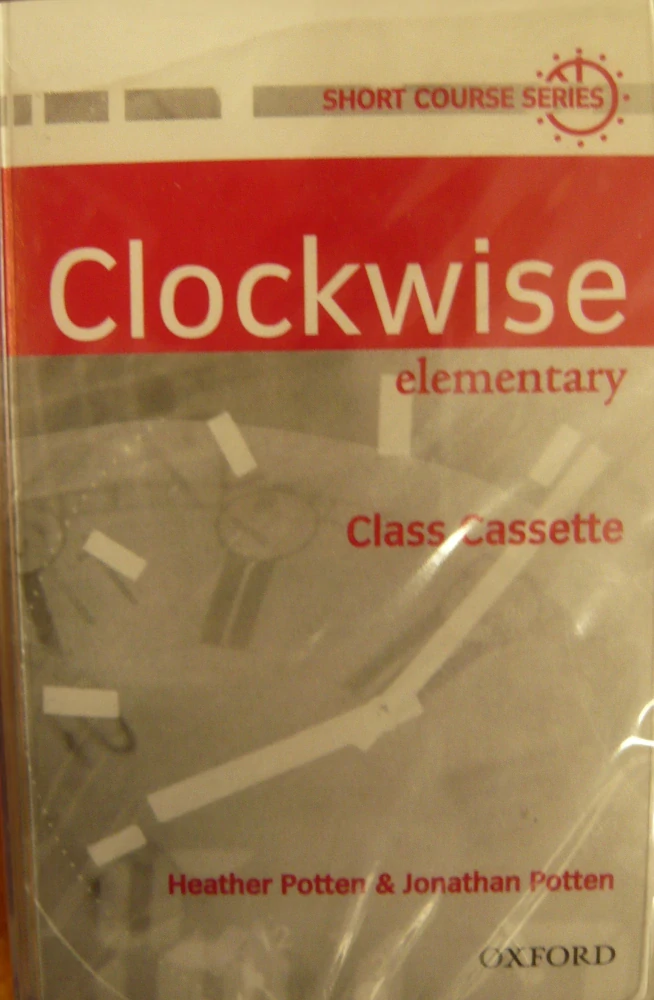 SHORT COURSE SERIES
Clockwise
elementary
Class Cassette
Heather Potten & Jonathan Potten
OXFORD